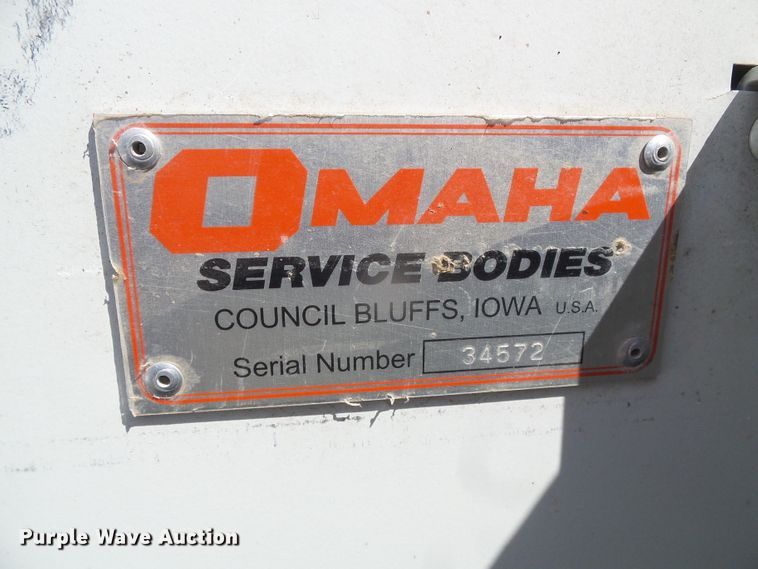 OMAHA
SERVICE BODIES
COUNCIL BLUFFS, IOWA U.S.A.
Serial Number 34572
Purple Wave Auction